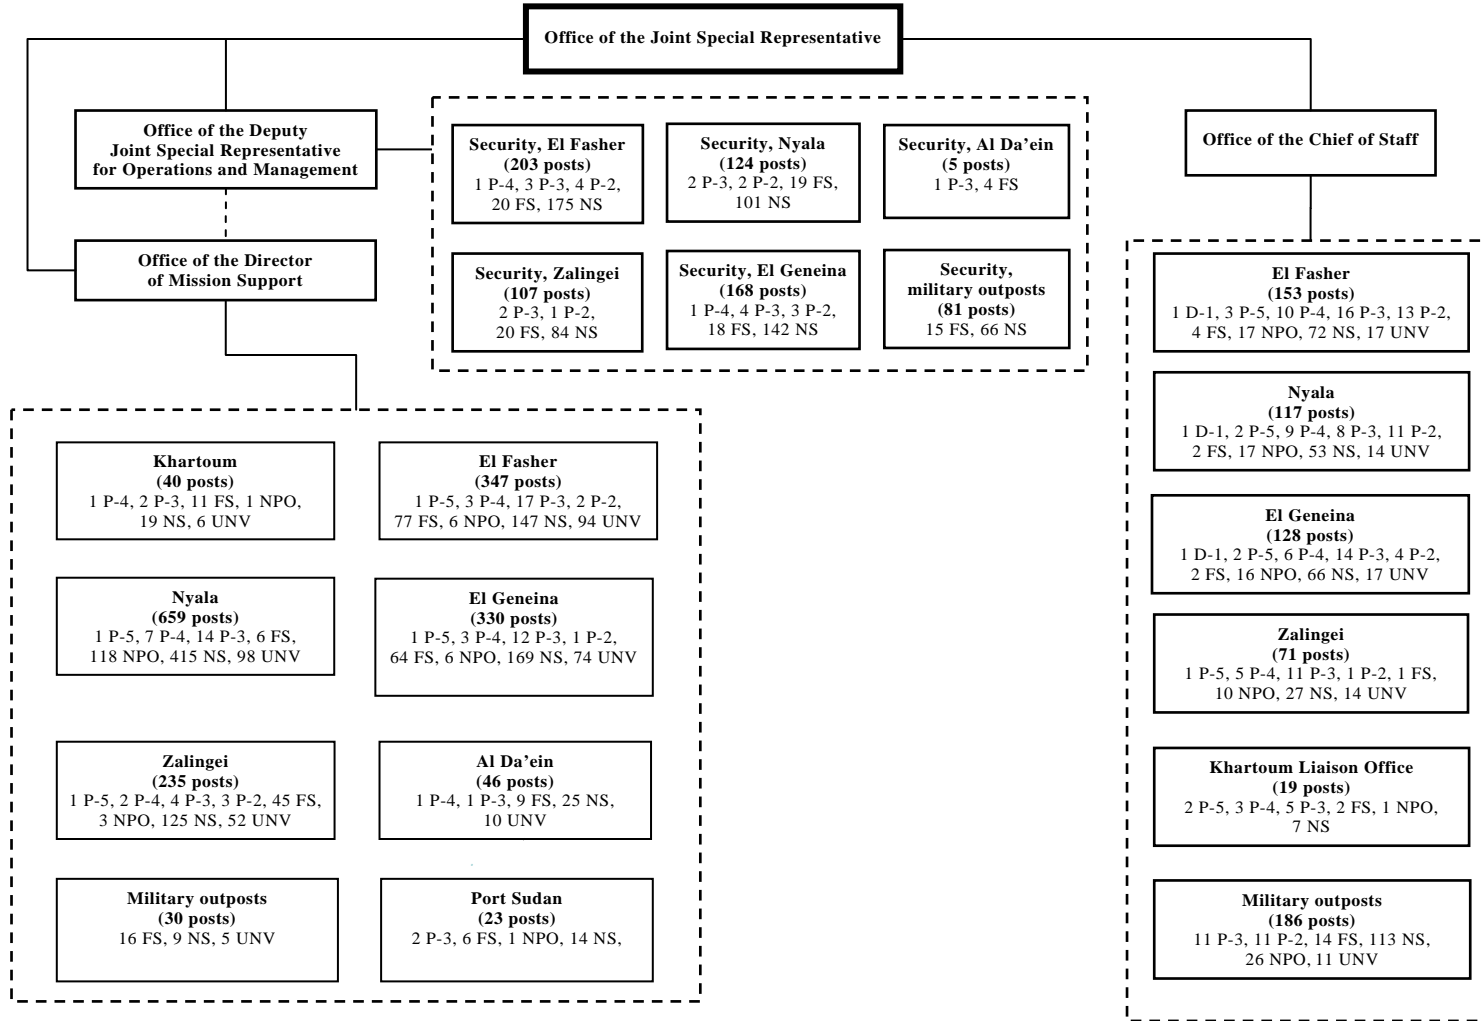 Office of the Joint Special Representative
Office of the Deputy
Joint Special Representative
for Operations and Management
Office of the Director
of Mission Support
Security, El Fasher
(203 posts)
1 P-4, 3 P-3, 4 P-2,
20 FS, 175 NS
Security, Nyala
(124 posts)
2 P-3, 2 P-2, 19 FS,
101 NS
Security, Al Da’ein
(5 posts)
1 P-3, 4 FS
Security, Zalingei
(107 posts)
2 P-3, 1 P-2,
20 FS, 84 NS
Security, El Geneina
(168 posts)
1 P-4, 4 P-3, 3 P-2,
18 FS, 142 NS
Security,
military outposts
(81 posts)
15 FS, 66 NS
Office of the Chief of Staff
El Fasher
(153 posts)
1 D-1, 3 P-5, 10 P-4, 16 P-3, 13 P-2,
4 FS, 17 NPO, 72 NS, 17 UNV
Nyala
(117 posts)
1 D-1, 2 P-5, 9 P-4, 8 P-3, 11 P-2,
2 FS, 17 NPO, 53 NS, 14 UNV
El Geneina
(128 posts)
1 D-1, 2 P-5, 6 P-4, 14 P-3, 4 P-2,
2 FS, 16 NPO, 66 NS, 17 UNV
Zalingei
(71 posts)
1 P-5, 5 P-4, 11 P-3, 1 P-2, 1 FS,
10 NPO, 27 NS, 14 UNV
Khartoum Liaison Office
(19 posts)
2 P-5, 3 P-4, 5 P-3, 2 FS, 1 NPO,
7 NS
Military outposts
(186 posts)
11 P-3, 11 P-2, 14 FS, 113 NS,
26 NPO, 11 UNV
Khartoum
(40 posts)
1 P-4, 2 P-3, 11 FS, 1 NPO,
19 NS, 6 UNV
El Fasher
(347 posts)
1 P-5, 3 P-4, 17 P-3, 2 P-2,
77 FS, 6 NPO, 147 NS, 94 UNV
Nyala
(659 posts)
1 P-5, 7 P-4, 14 P-3, 6 FS,
118 NPO, 415 NS, 98 UNV
El Geneina
(330 posts)
1 P-5, 3 P-4, 12 P-3, 1 P-2,
64 FS, 6 NPO, 169 NS, 74 UNV
Zalingei
(235 posts)
1 P-5, 2 P-4, 4 P-3, 3 P-2, 45 FS,
3 NPO, 125 NS, 52 UNV
Al Da’ein
(46 posts)
1 P-4, 1 P-3, 9 FS, 25 NS,
10 UNV
Military outposts
(30 posts)
16 FS, 9 NS, 5 UNV
Port Sudan
(23 posts)
2 P-3, 6 FS, 1 NPO, 14 NS,